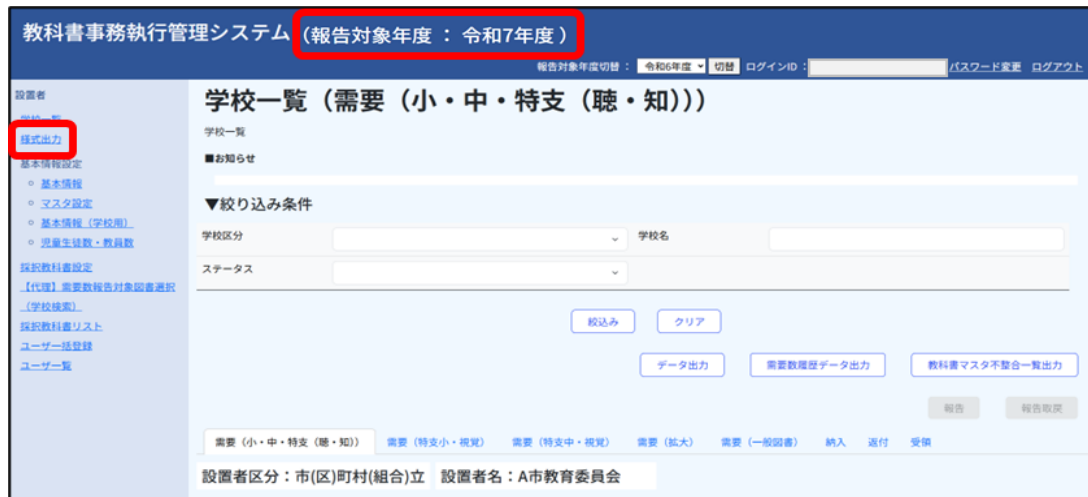 教科書事務執行管理システム（報告対象年度 ： 令和7年度 ）
報告対象年度切替 ： 令和6年度 切替 ログインID： パスワード変更 ログアウト
設置者
学校一覧
様式出力
基本情報設定
基本情報
マスタ設定
基本情報（学校用）
児童生徒数・教員数
採択教科書設定
【代理】需要数報告対象図書選択
（学校検索）
採択教科書リスト
ユーザ一括登録
ユーザ一覧
学校一覧（需要（小・中・特支（聴・知）））
学校一覧
■お知らせ
▼絞り込み条件
学校区分 学校名
ステータス
絞込み クリア
データ出力 需要数履歴データ出力 教科書マスタ不整合一覧出力
報告 報告取戻
需要（小・中・特支（聴・知）） 需要（特支小・視覚） 需要（特支中・視覚） 需要（拡大） 需要（一般図書） 納入 返付 受領
設置者区分：市(区)町村(組合)立 設置者名：A市教育委員会